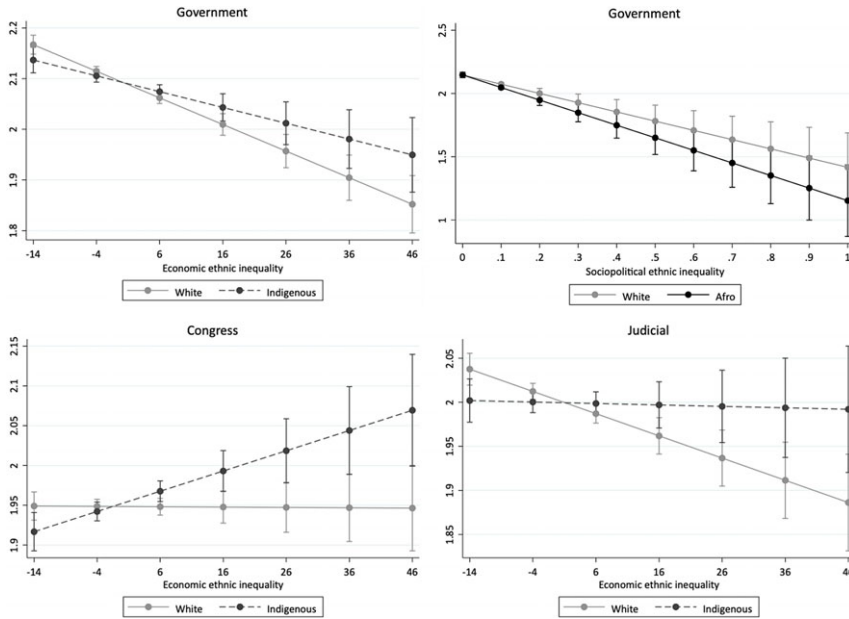 Government
2.2
2.1
2
1.9
1.8
-14 -4 6 16 26 36 46
Economic ethnic inequality
White Indigenous
Government
2.5
2
1.5
1
0 .1 .2 .3 .4 .5 .6 .7 .8 .9 1
Sociopolitical ethnic inequality
White Afro
Congress
2.15
2.1
2.05
2
1.95
1.9
-14 -4 6 16 26 36 46
Economic ethnic inequality
White Indigenous
Judicial
2.05
2
1.95
1.9
1.85
-14 -4 6 16 26 36
Economic ethnic inequality
White Indigenous